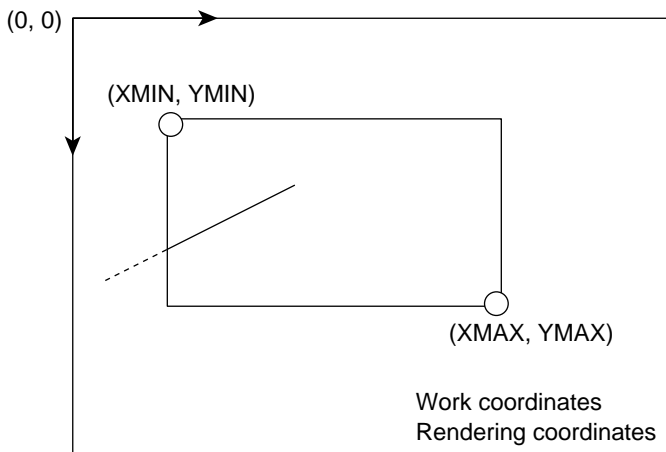 (0, 0)
(XMIN, YMIN)
(XMAX, YMAX)
Work coordinates
Rendering coordinates